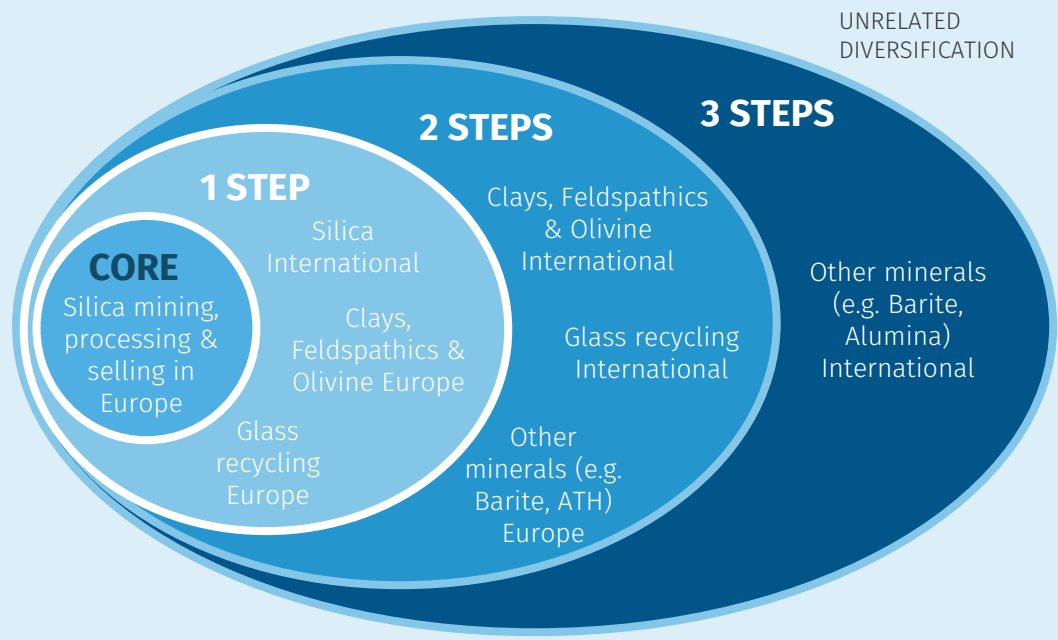 UNRELATED
DIVERSIFICATION
3 STEPS
2 STEPS
1 STEP
CORE
Silica mining,
processing &
selling in
Europe
Silica
International
Clays,
Feldspathics &
Olivine Europe
Glass
recycling
Europe
Clays, Feldspathics
& Olivine
International
Glass recycling
International
Other
minerals (e.g.
Barite, ATH)
Europe
Other minerals
(e.g. Barite,
Alumina)
International